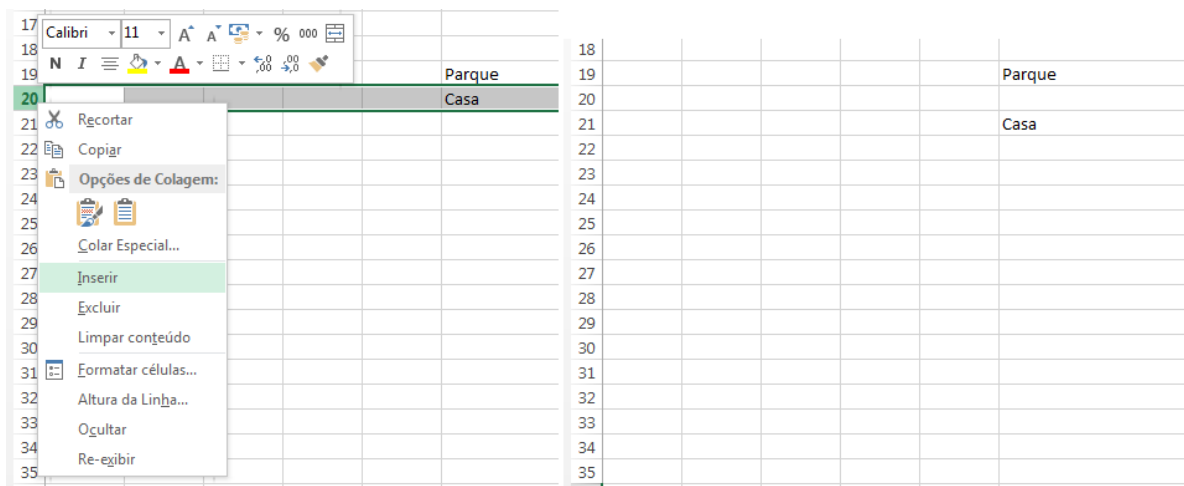 17
Calibri 11 A A % 000
18
N I A ,00 ,00
19 Parque
20 Casa
21 Recortar
22 Copiar
23 Opções de Colagem:
24
25
26 Colar Especial...
27 Inserir
28 Excluir
29 Limpar conteúdo
30
31 Formatar células...
32 Altura da Linha...
33 Ocultar
34 Re-exibir
35
18
19 Parque
20
21 Casa
22
23
24
25
26
27
28
29
30
31
32
33
34
35